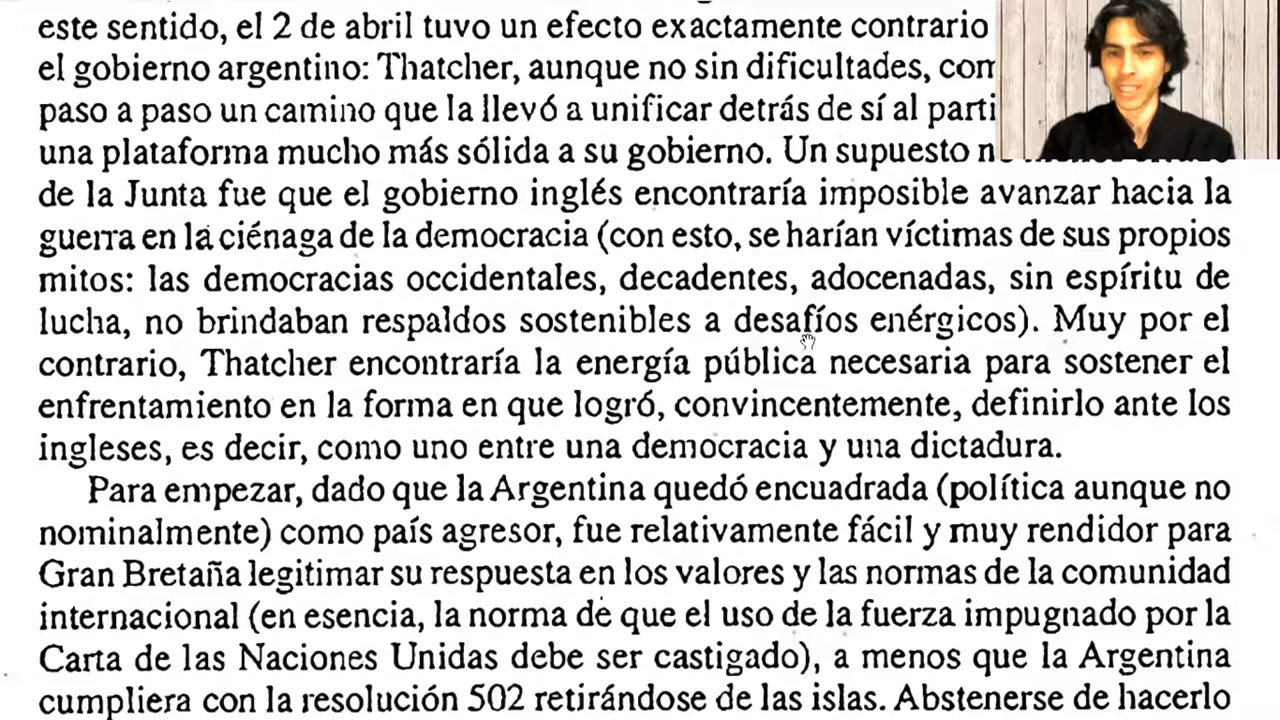 este sentido, el 2 de abril tuvo un efecto exactamente contrario
el gobierno argentino: Thatcher, aunque no sin dificultades,
paso a paso un camino que la llevó a unificar detrás de sí al
una plataforma mucho más sólida a su gobierno. Un supuesto
de la Junta fue que el gobierno inglés encontraría imposible avanzar hacia la
guerra en la ciénaga de la democracia (con esto, se harían víctimas de sus propios
mitos: las democracias occidentales, decadentes, adocenadas, sin espíritu de
lucha, no brindaban respaldos sostenibles a desafíos enérgicos). Muy por el
contrario, Thatcher encontraría la energía pública necesaria para sostener el
enfrentamiento en la forma en que logró, convincentemente, definirlo ante los
ingleses, es decir, como uno entre una democracia y una dictadura.
Para empezar, dado que la Argentina quedó encuadrada (política aunque no
nominalmente) como país agresor, fue relativamente fácil y muy rendidor para
Gran Bretaña legitimar su respuesta en los valores y las normas de la comunidad
internacional (en esencia, la norma de que el uso de la fuerza impugnado por la
Carta de las Naciones Unidas debe ser castigado), a menos que la Argentina
cumpliera con la resolución 502 retirándose de las islas. Abstenerse de hacerlo